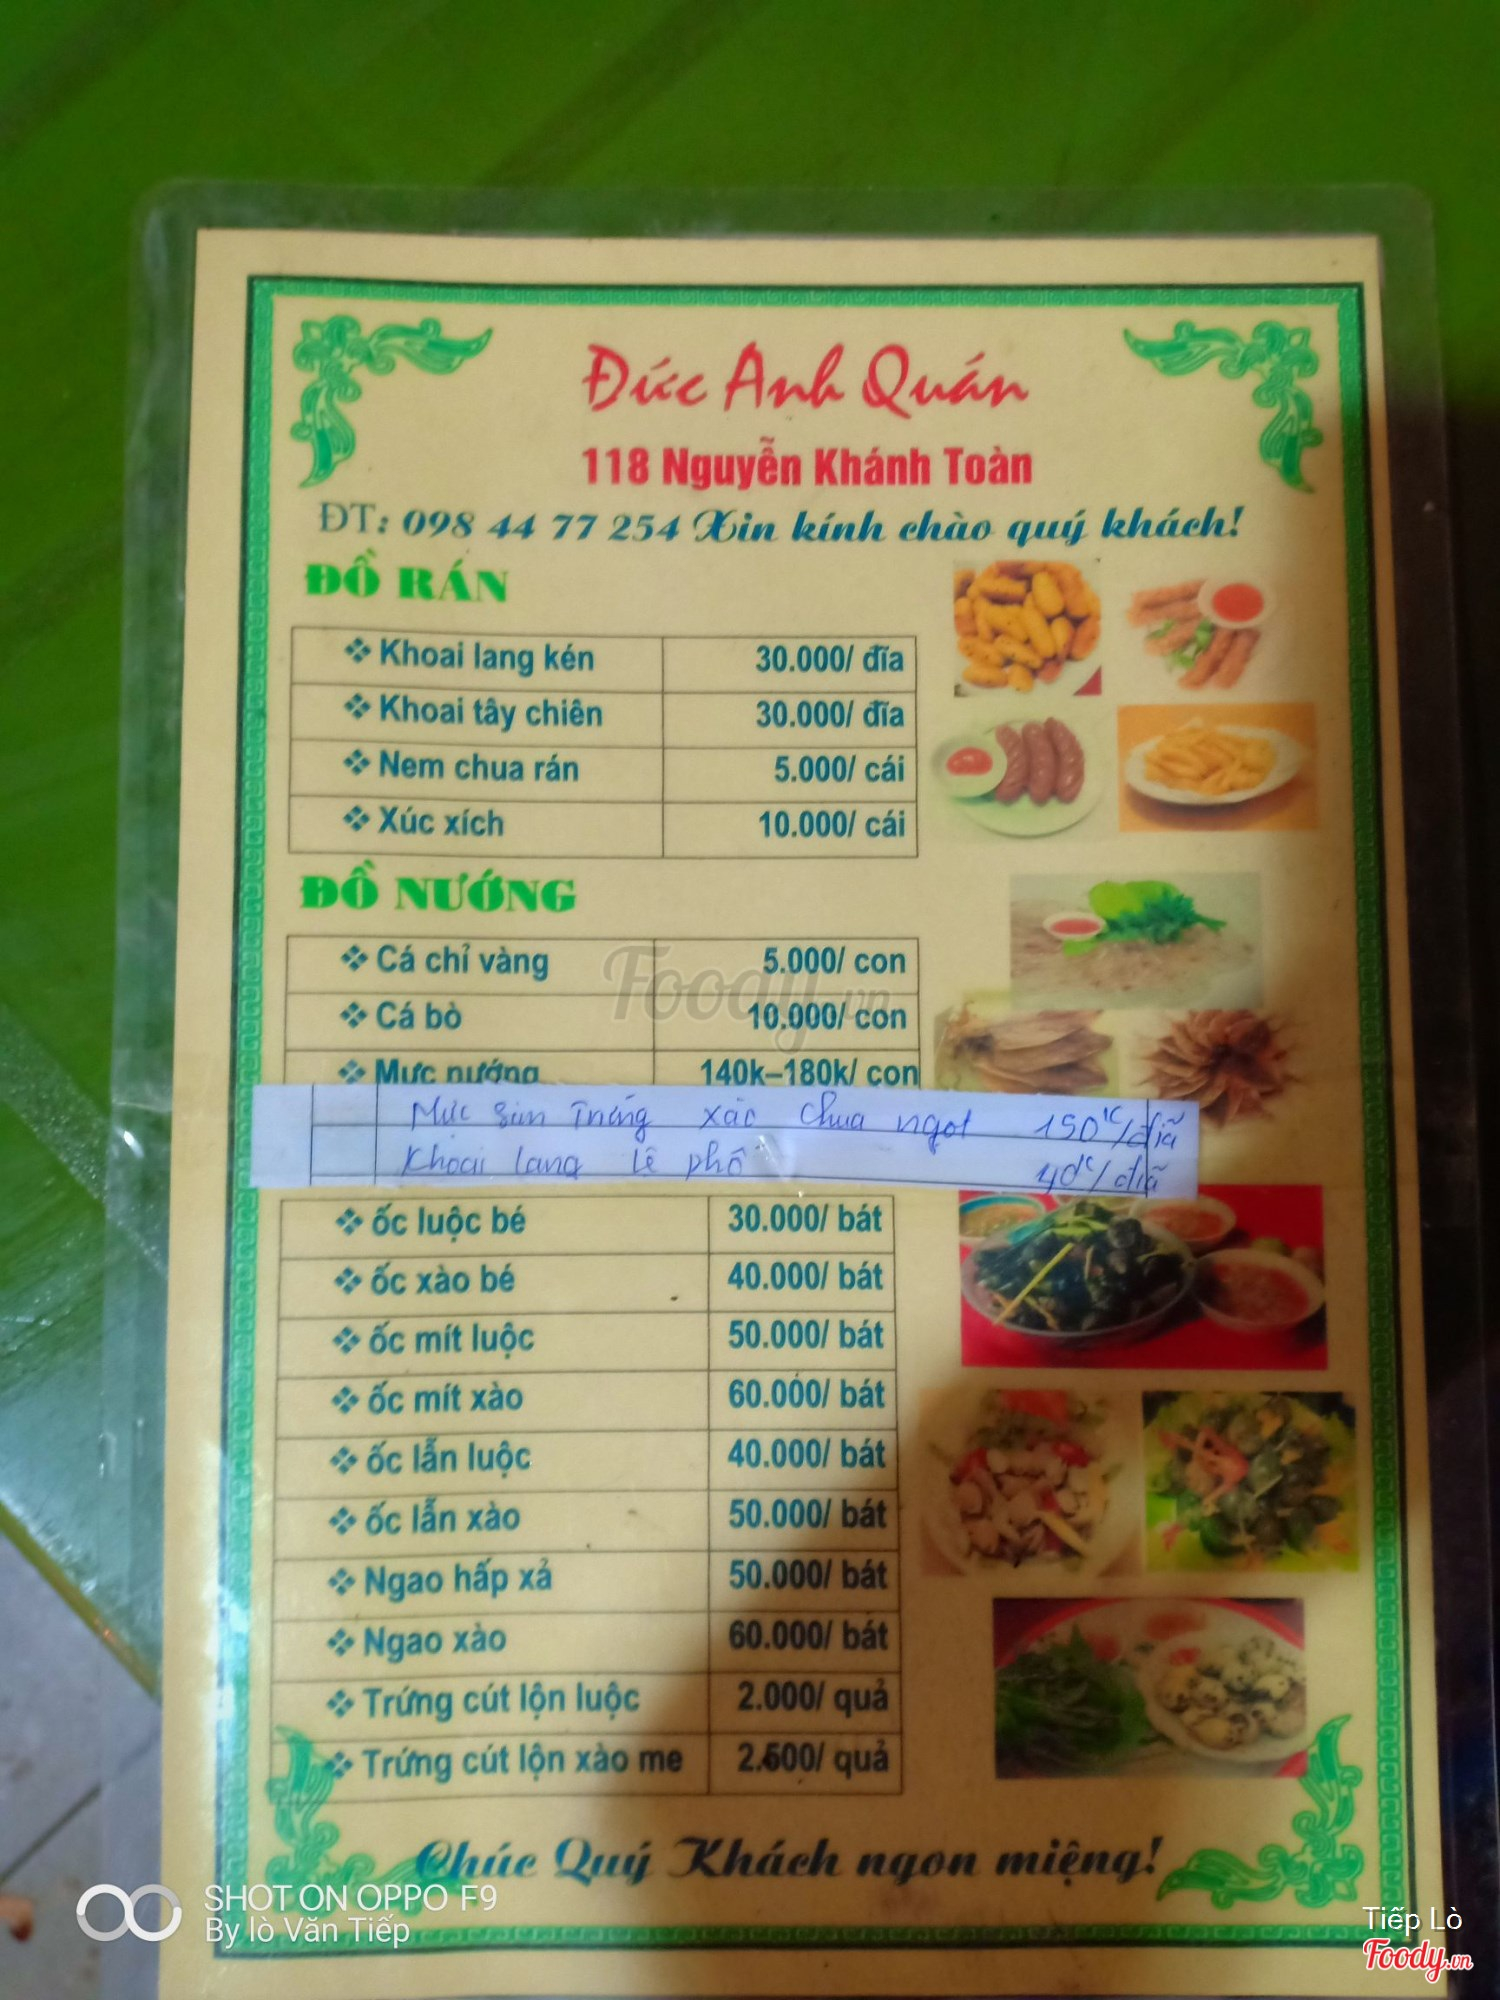 Đức Anh Quán
118 Nguyễn Khánh Toàn
ĐT: 098 44 77 254 Xin kính chào quý khách!
ĐỒ RÁN
❖ Khoai lang kén 30.000/ đĩa
❖ Khoai tây chiên 30.000/ đĩa
❖ Nem chua rán 5.000/ cái
❖ Xúc xích 10.000/ cái
ĐỒ NƯỚNG
❖ Cá chỉ vàng 5.000/ con
❖ Cá bò 10.000/ con
❖ Mực nướng 140k–180k/ con
Mực trứng xào chua ngọt 150k/đĩa
Khoai lang lệ phố 40k/đĩa
❖ ốc luộc bé 30.000/ bát
❖ ốc xào bé 40.000/ bát
❖ ốc mít luộc 50.000/ bát
❖ ốc mít xào 60.000/ bát
❖ ốc lẫn luộc 40.000/ bát
❖ ốc lẫn xào 50.000/ bát
❖ Ngao hấp xả 50.000/ bát
❖ Ngao xào 60.000/ bát
❖ Trứng cút lộn luộc 2.000/ quả
❖ Trứng cút lộn xào me 2.500/ quả
Chúc Quý Khách ngon miệng!
Foody.vn
SHOT ON OPPO F9
By lò Văn Tiếp
Tiếp Lò
Foody.vn